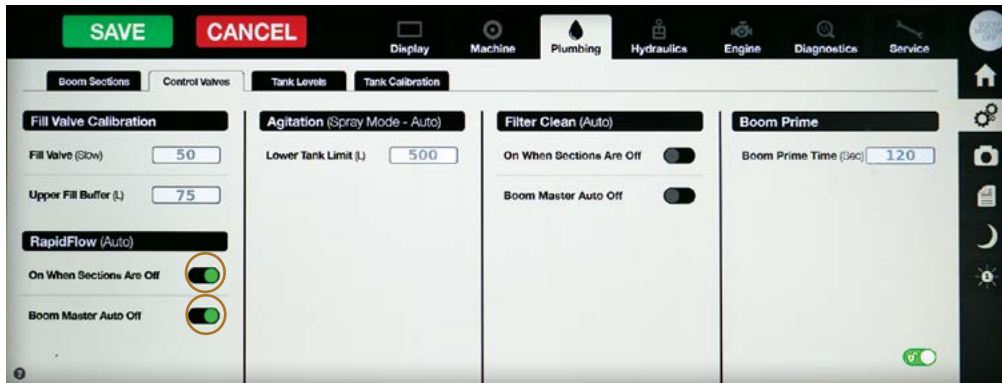 SAVE
CANCEL
Display
Machine
Plumbing
Hydraulics
Engine
Diagnostics
Service
Boom Sections
Control Valves
Tank Levels
Tank Calibration
Fill Valve Calibration
Fill Valve (Slow) 50
Upper Fill Buffer (L) 75
RapidFlow (Auto)
On When Sections Are Off
Boom Master Auto Off
Agitation (Spray Mode - Auto)
Lower Tank Limit (L) 500
Filter Clean (Auto)
On When Sections Are Off
Boom Master Auto Off
Boom Prime
Boom Prime Time (Sec) 120